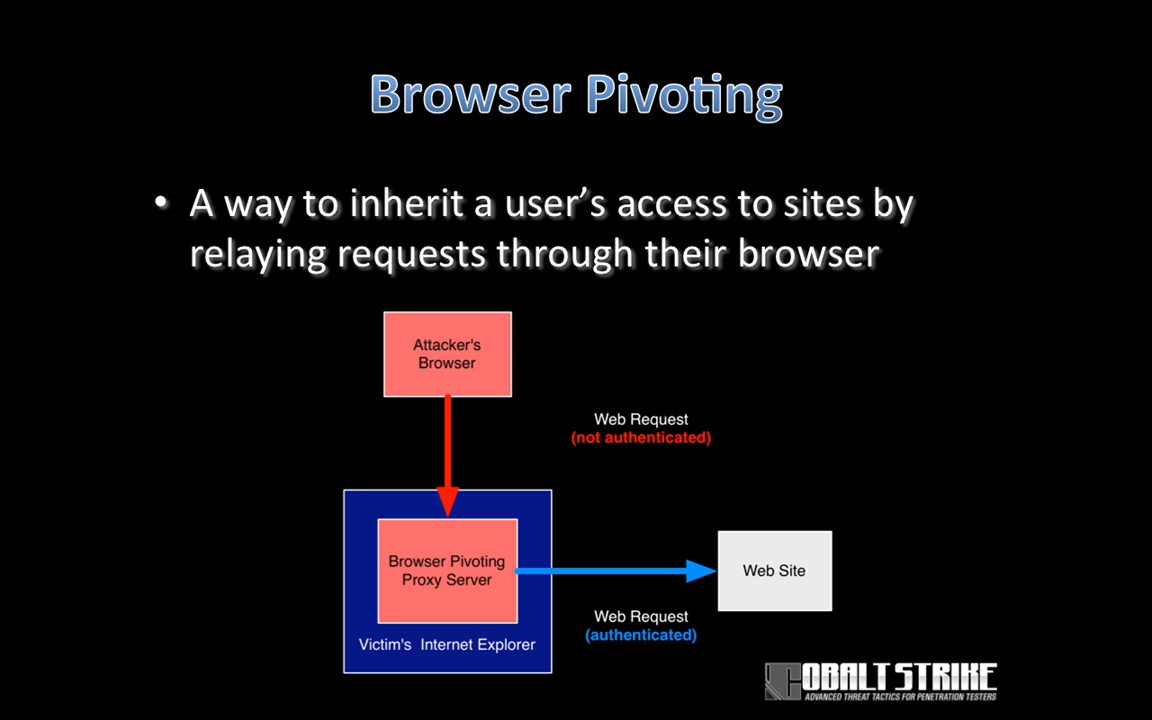 Browser Pivoting
• A way to inherit a user’s access to sites by
relaying requests through their browser
Attacker's
Browser
Web Request
(not authenticated)
Browser Pivoting
Proxy Server
Victim's Internet Explorer
Web Site
Web Request
(authenticated)
COBALT STRIKE
ADVANCED THREAT TACTICS FOR PENETRATION TESTERS